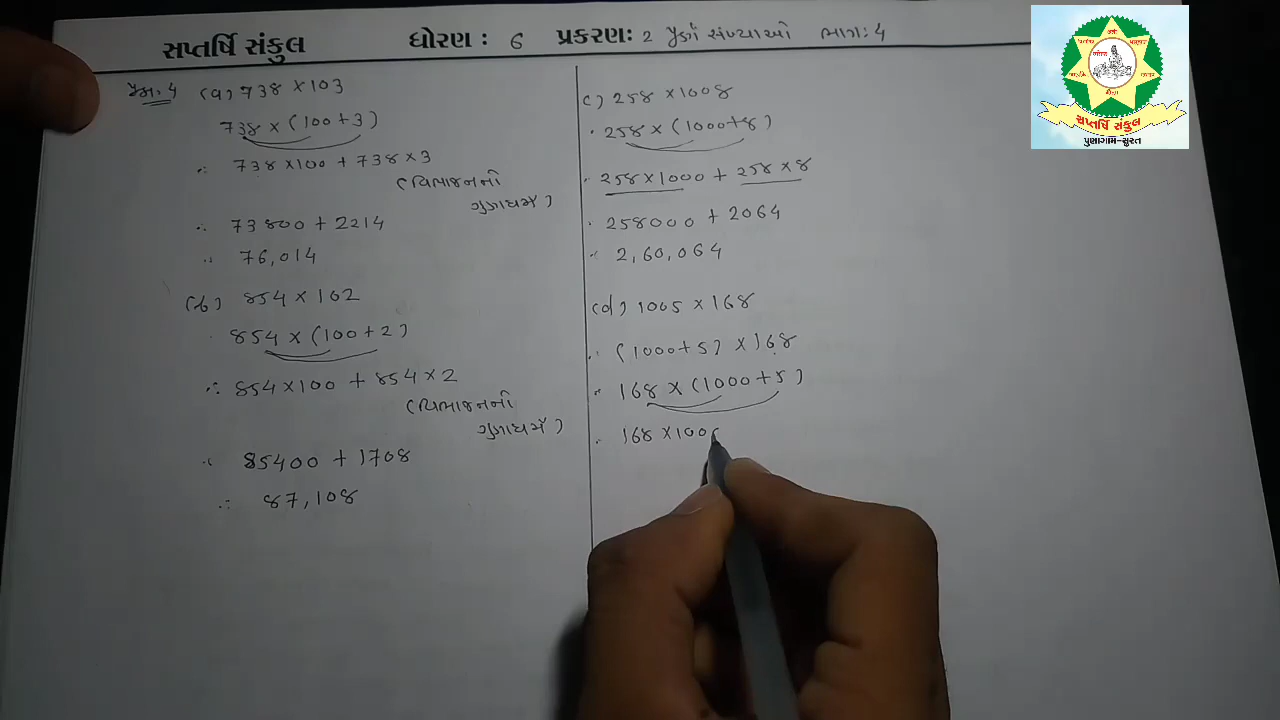 સપ્તર્ષિ સંકુલ ધોરણ : 6 પ્રકરણઃ 2 પૂર્ણ સંખ્યાઓ ભાગઃ 4
પ્રશ્ન. 4 (a) 738 × 103
738 × (100 + 3)
∴ 738 × 100 + 738 × 3
(વિભાજનનો
ગુણધર્મ)
∴ 73800 + 2214
∴ 76,014
(b) 854 × 102
854 × (100 + 2)
∴ 854 × 100 + 854 × 2
(વિભાજનનો
ગુણધર્મ)
∴ 85400 + 1708
∴ 87,108
c) 258 × 1008
∴ 258 × (1000 + 8)
∴ 258 × 1000 + 258 × 8
∴ 258000 + 2064
∴ 2,60,064
(d) 1005 × 168
∴ (1000 + 5) × 168
∴ 168 × (1000 + 5)
∴ 168 × 100
સપ્તર્ષિ સંકુલ
પુણાગામ-સુરત